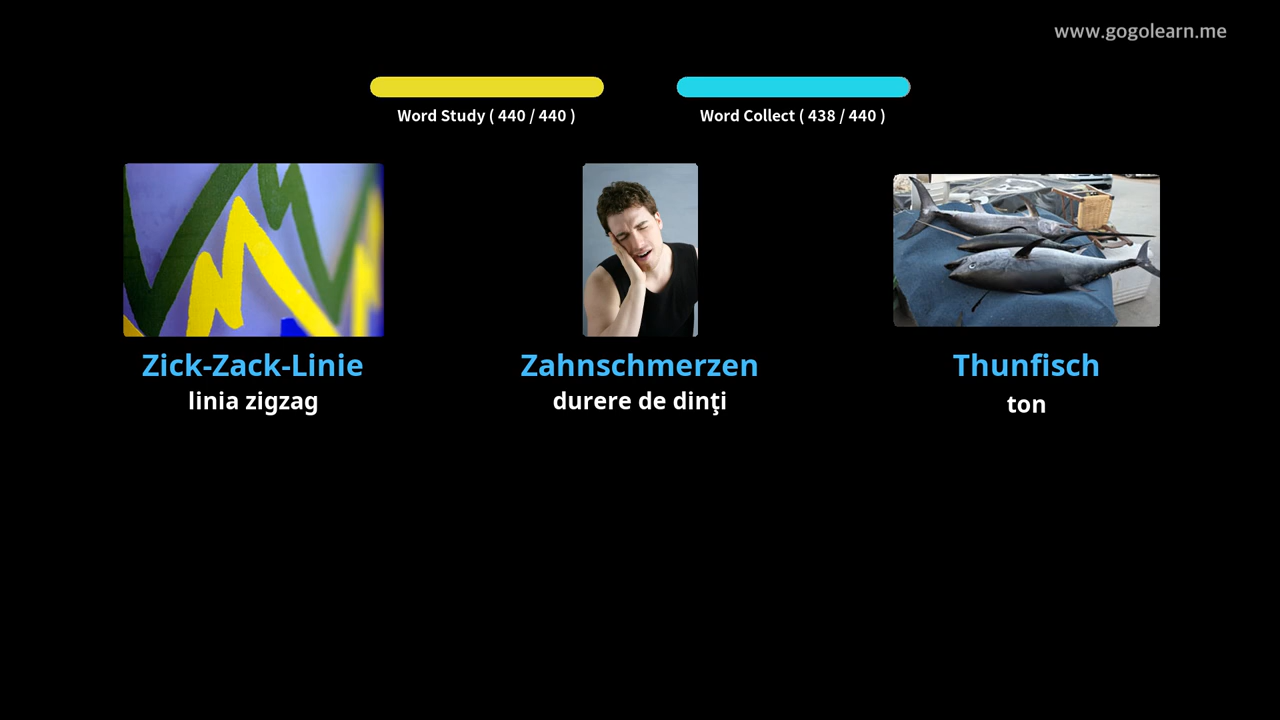 www.gogolearn.me
Word Study ( 440 / 440 )
Word Collect ( 438 / 440 )
Zick-Zack-Linie
linia zigzag
Zahnschmerzen
durere de dinţi
Thunfisch
ton